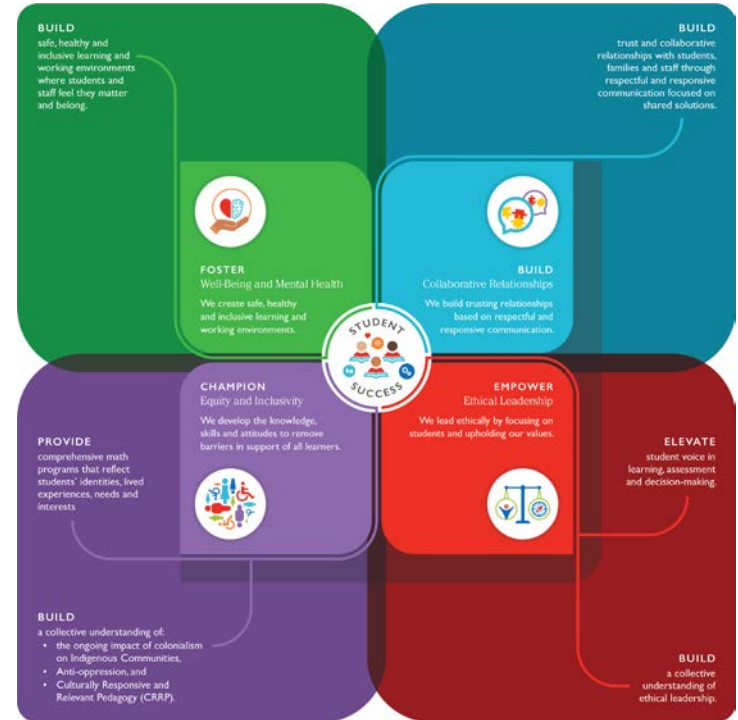 BUILD
safe, healthy and
inclusive learning and
working environments
where students and
staff feel they matter
and belong.
BUILD
trust and collaborative
relationships with students,
families and staff through
respectful and responsive
communication focused on
shared solutions.
FOSTER
Well-Being and Mental Health
We create safe, healthy
and inclusive learning and
working environments.
BUILD
Collaborative Relationships
We build trusting relationships
based on respectful and
responsive communication.
STUDENT
SUCCESS
CHAMPION
Equity and Inclusivity
We develop the knowledge,
skills and attitudes to remove
barriers in support of all learners.
EMPOWER
Ethical Leadership
We lead ethically by focusing on
students and upholding our values.
PROVIDE
comprehensive math
programs that reflect
students' identities, lived
experiences, needs and
interests
ELEVATE
student voice in
learning, assessment
and decision-making.
BUILD
a collective understanding of:
• the ongoing impact of colonialism
on Indigenous Communities,
• Anti-oppression, and
• Culturally Responsive and
Relevant Pedagogy (CRRP).
BUILD
a collective
understanding of
ethical leadership.